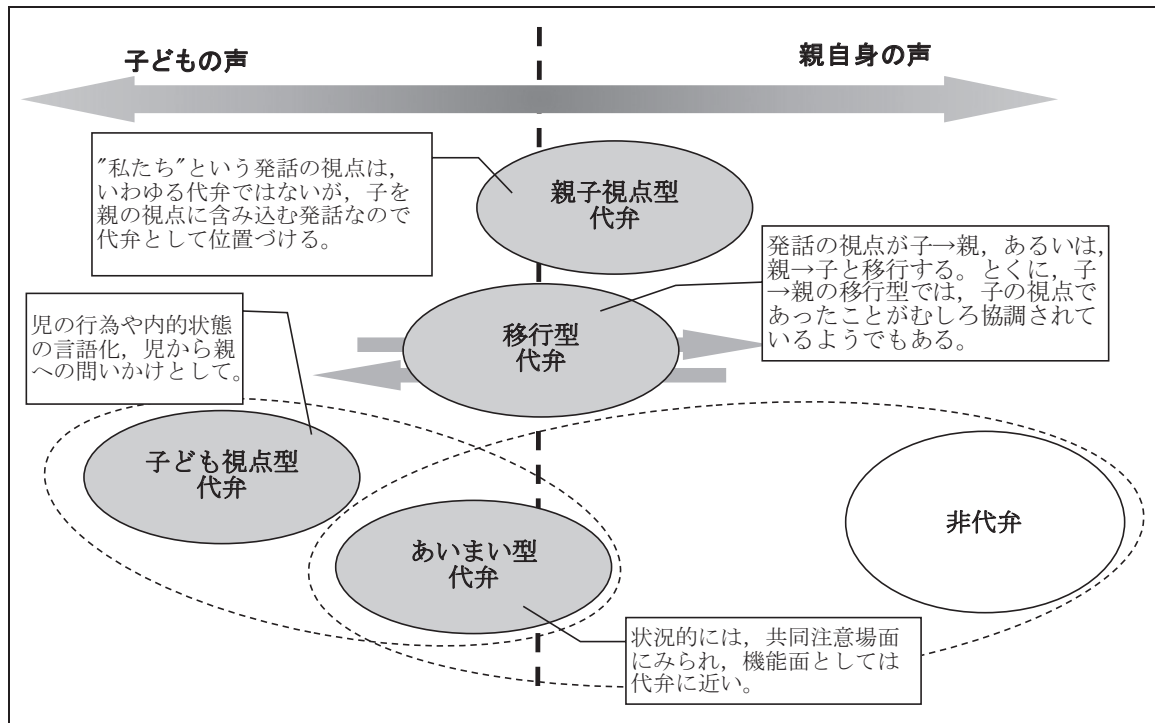 子どもの声
親自身の声
″私たち″という発話の視点は,
いわゆる代弁ではないが, 子を
親の視点に含み込む発話なので
代弁として位置づける。
親子視点型
代弁
発話の視点が子→親, あるいは,
親→子と移行する。とくに, 子
→親の移行型では, 子の視点で
あったことがむしろ協調されて
いるようでもある。
児の行為や内的状態
の言語化, 児から親
への問いかけとして。
移行型
代弁
子ども視点型
代弁
あいまい型
代弁
非代弁
状況的には, 共同注意場面
にみられ, 機能面としては
代弁に近い。